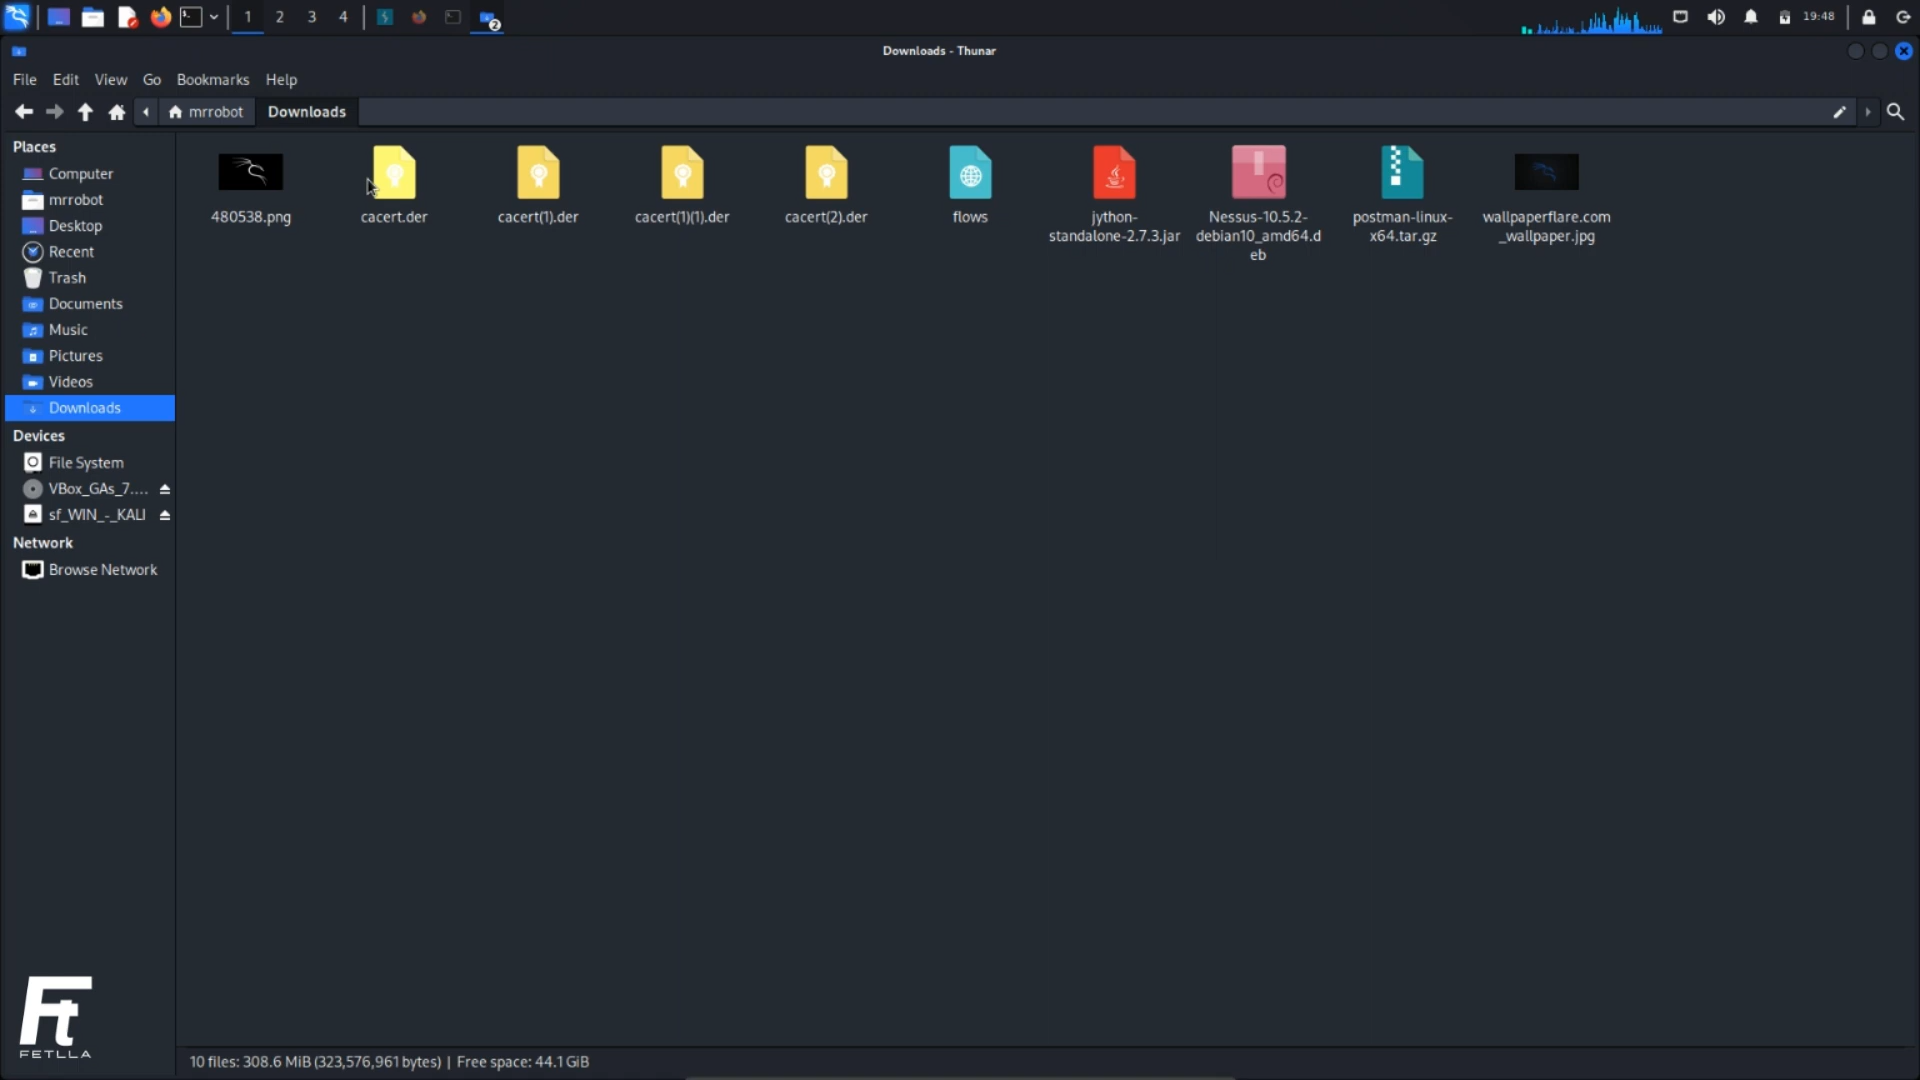 1 2 3 4
2
19:48
Downloads - Thunar
File Edit View Go Bookmarks Help
mrrobot Downloads
Places
Computer
mrrobot
Desktop
Recent
Trash
Documents
Music
Pictures
Videos
Downloads
Devices
File System
VBox_GAs_7....
sf_WIN_-_KALI
Network
Browse Network
480538.png
cacert.der
cacert(1).der
cacert(1)(1).der
cacert(2).der
flows
jython-
standalone-2.7.3.jar
Nessus-10.5.2-
debian10_amd64.d
eb
postman-linux-
x64.tar.gz
wallpaperflare.com
_wallpaper.jpg
Ft
FETLLA
10 files: 308.6 MiB (323,576,961 bytes) | Free space: 44.1 GiB